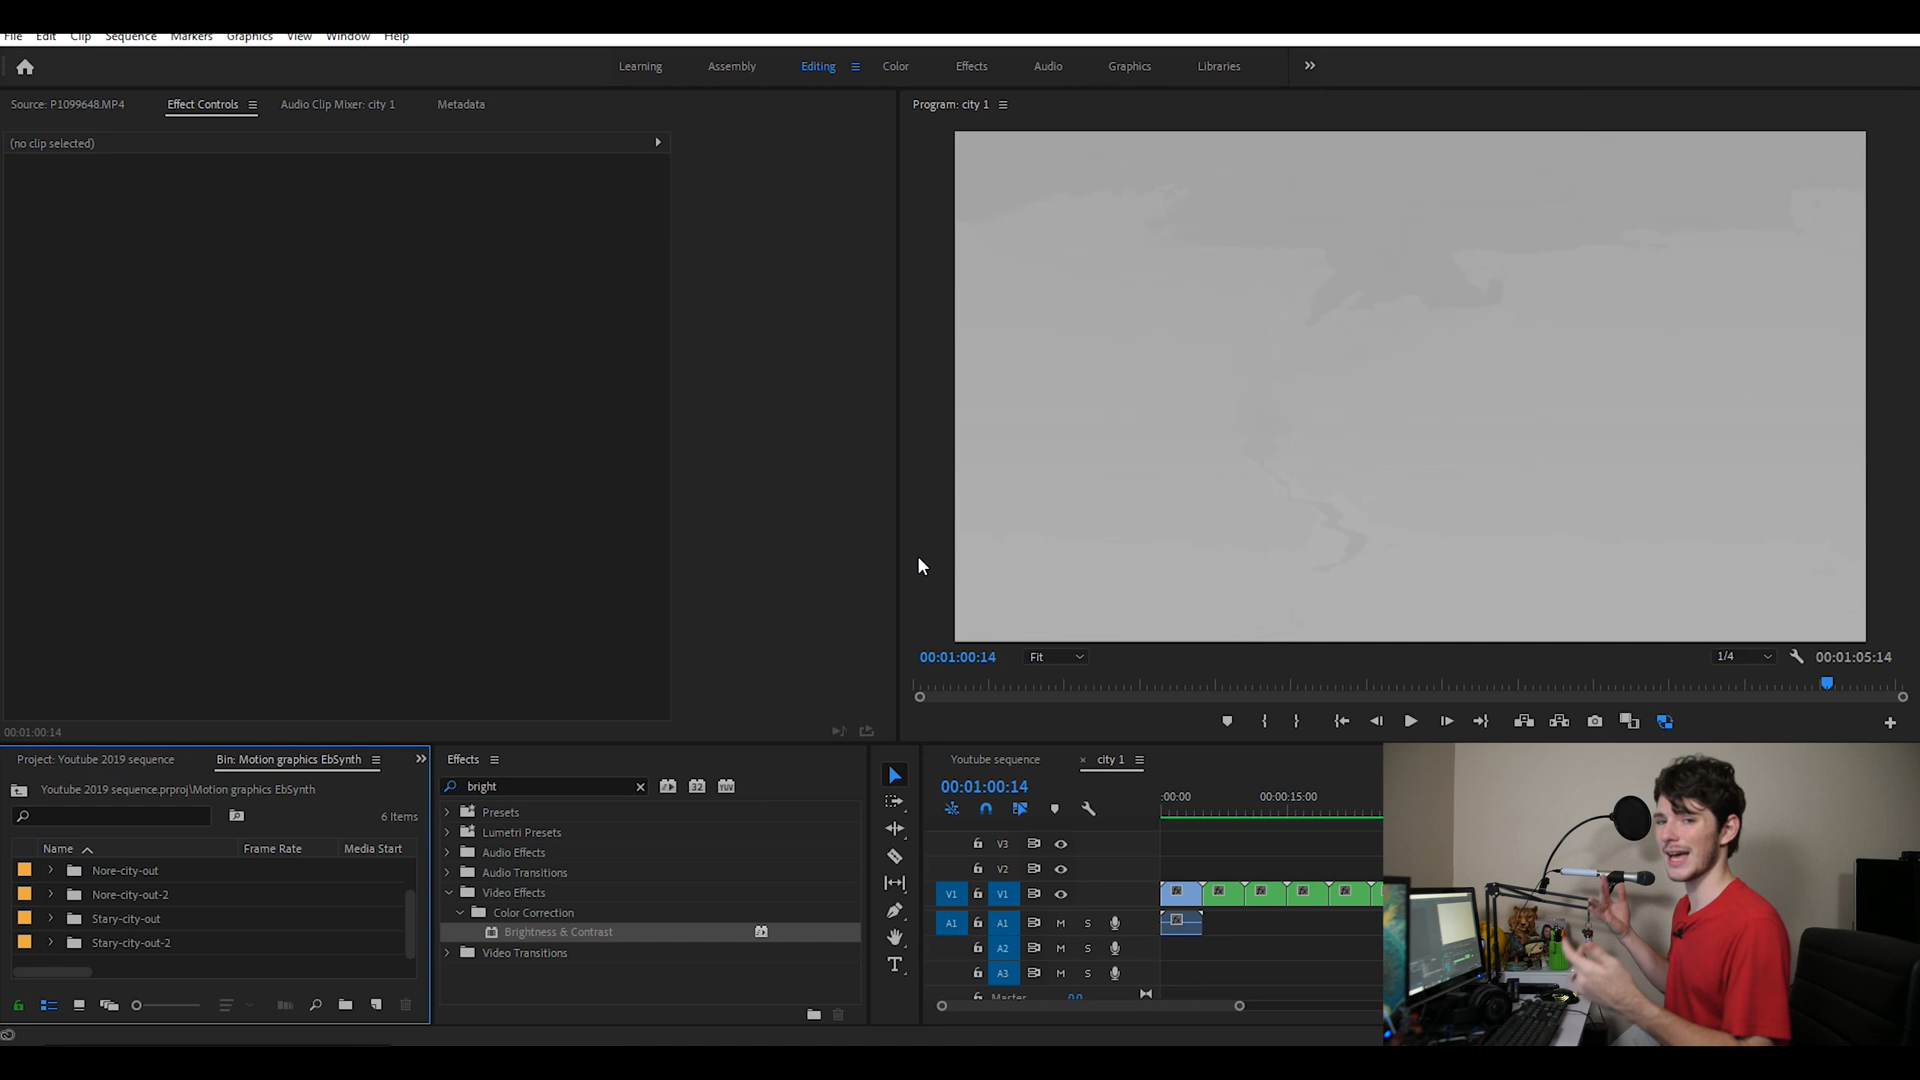 File Edit Clip Sequence Markers Graphics View Window Help
Learning Assembly Editing Color Effects Audio Graphics Libraries
Source: P1099648.MP4 Effect Controls Audio Clip Mixer: city 1 Metadata
Program: city 1
(no clip selected)
00:01:00:14 Fit 1/4 00:01:05:14
00:01:00:14
Project: Youtube 2019 sequence Bin: Motion graphics EbSynth
Youtube 2019 sequence.prproj\Motion graphics EbSynth
6 Items
Name Frame Rate Media Start
Nore-city-out
Nore-city-out-2
Stary-city-out
Stary-city-out-2
Effects
bright 32 YUV
Presets
Lumetri Presets
Audio Effects
Audio Transitions
Video Effects
Color Correction
Brightness & Contrast
Video Transitions
T
Youtube sequence × city 1
00:01:00:14
:00:00 00:00:15:00
V3
V2
V1 V1
A1 A1 M S
A2 M S
A3 M S
Master 0.0